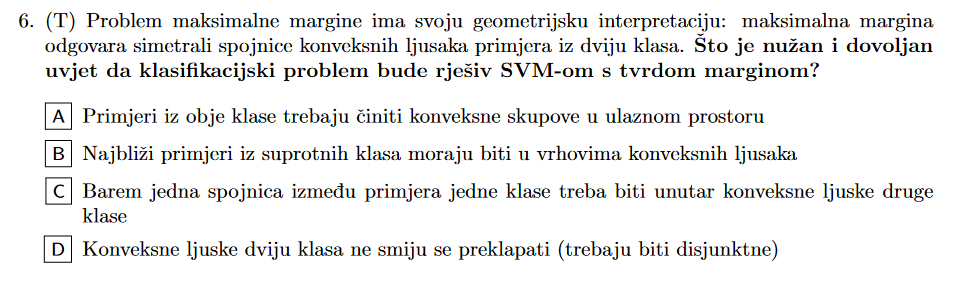 6. (T) Problem maksimalne margine ima svoju geometrijsku interpretaciju: maksimalna margina
odgovara simetrali spojnice konveksnih ljusaka primjera iz dviju klasa. Što je nužan i dovoljan
uvjet da klasifikacijski problem bude rješiv SVM-om s tvrdom marginom?
A Primjeri iz obje klase trebaju činiti konveksne skupove u ulaznom prostoru
B Najbliži primjeri iz suprotnih klasa moraju biti u vrhovima konveksnih ljusaka
C Barem jedna spojnica između primjera jedne klase treba biti unutar konveksne ljuske druge
klase
D Konveksne ljuske dviju klasa ne smiju se preklapati (trebaju biti disjunktne)